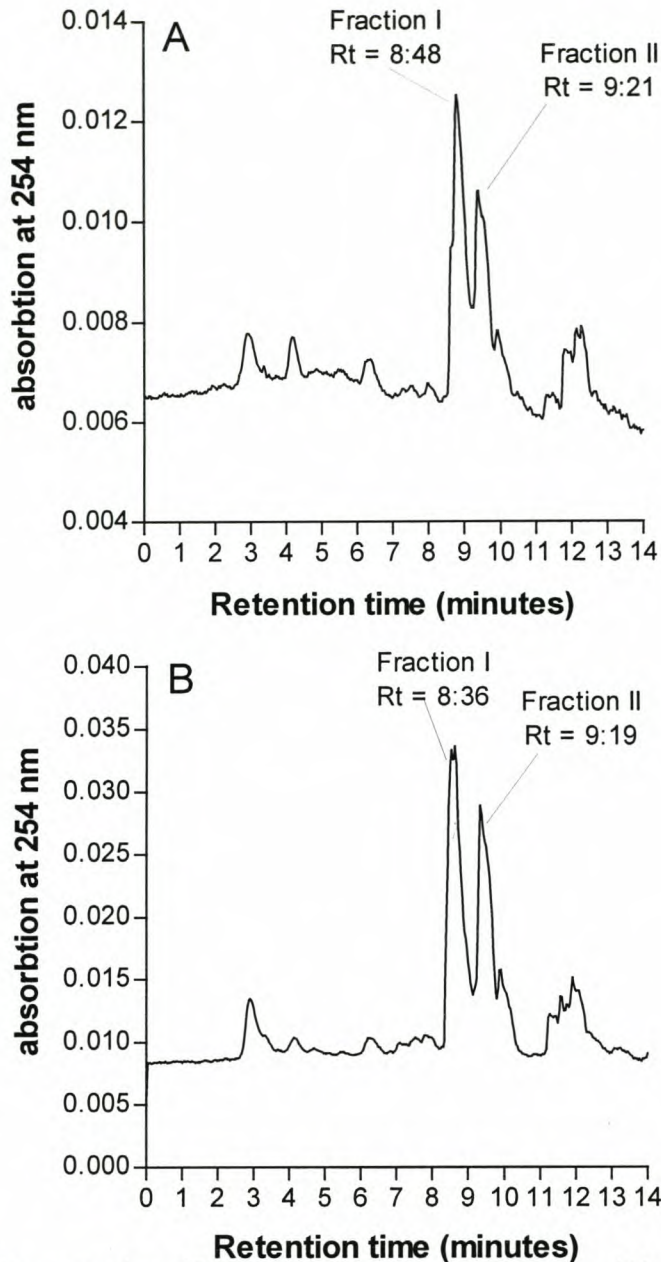 A
Fraction I
Rt = 8:48
Fraction II
Rt = 9:21
absorbtion at 254 nm
0.014
0.012
0.010
0.008
0.006
0.004
0 1 2 3 4 5 6 7 8 9 10 11 12 13 14
Retention time (minutes)
B
Fraction I
Rt = 8:36
Fraction II
Rt = 9:19
absorbtion at 254 nm
0.040
0.035
0.030
0.025
0.020
0.015
0.010
0.005
0.000
0 1 2 3 4 5 6 7 8 9 10 11 12 13 14
Retention time (minutes)